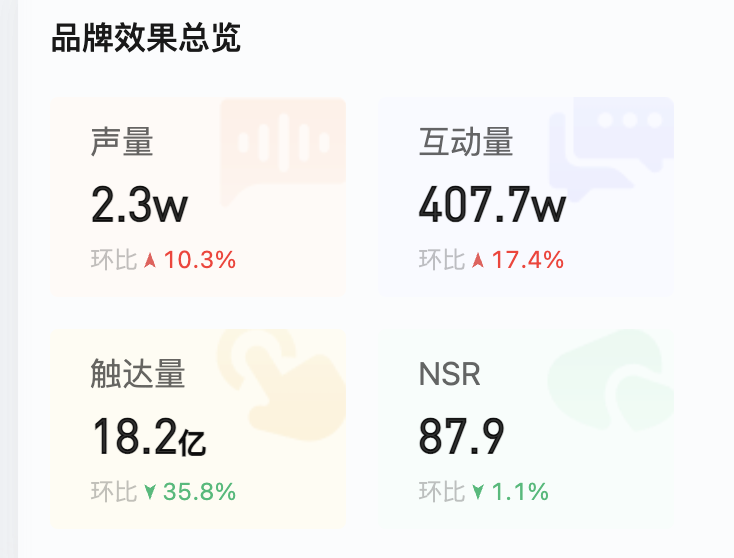 品牌效果总览
声量
2.3w
环比 10.3%
互动量
407.7w
环比 17.4%
触达量
18.2亿
环比 35.8%
NSR
87.9
环比 1.1%